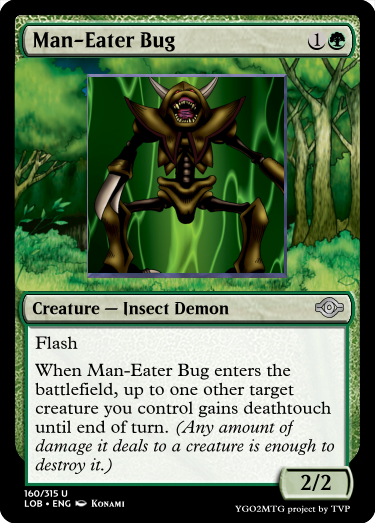 Man-Eater Bug 1
Creature — Insect Demon
Flash
When Man-Eater Bug enters the
battlefield, up to one other target
creature you control gains deathtouch
until end of turn. (Any amount of
damage it deals to a creature is enough to
destroy it.)
2/2
160/315 U
LOB • ENG Konami
YGO2MTG project by TVP